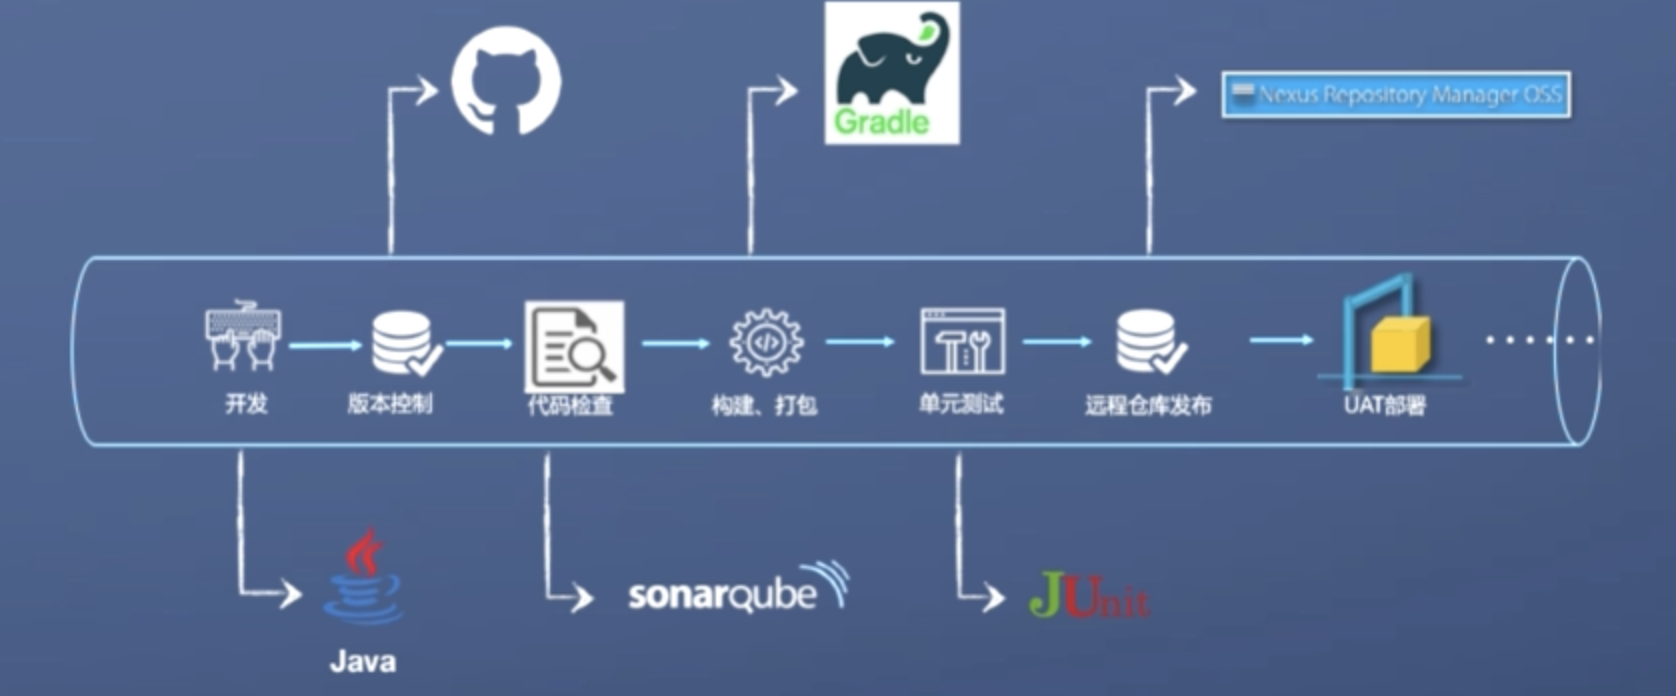 Gradle
Nexus Repository Manager OSS
开发
版本控制
代码检查
构建、打包
单元测试
远程仓库发布
UAT部署
Java
sonarqube
JUnit